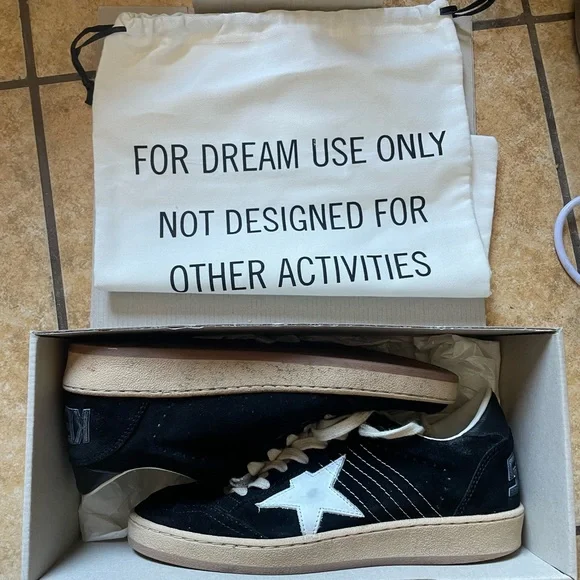 FOR DREAM USE ONLY
NOT DESIGNED FOR
OTHER ACTIVITIES